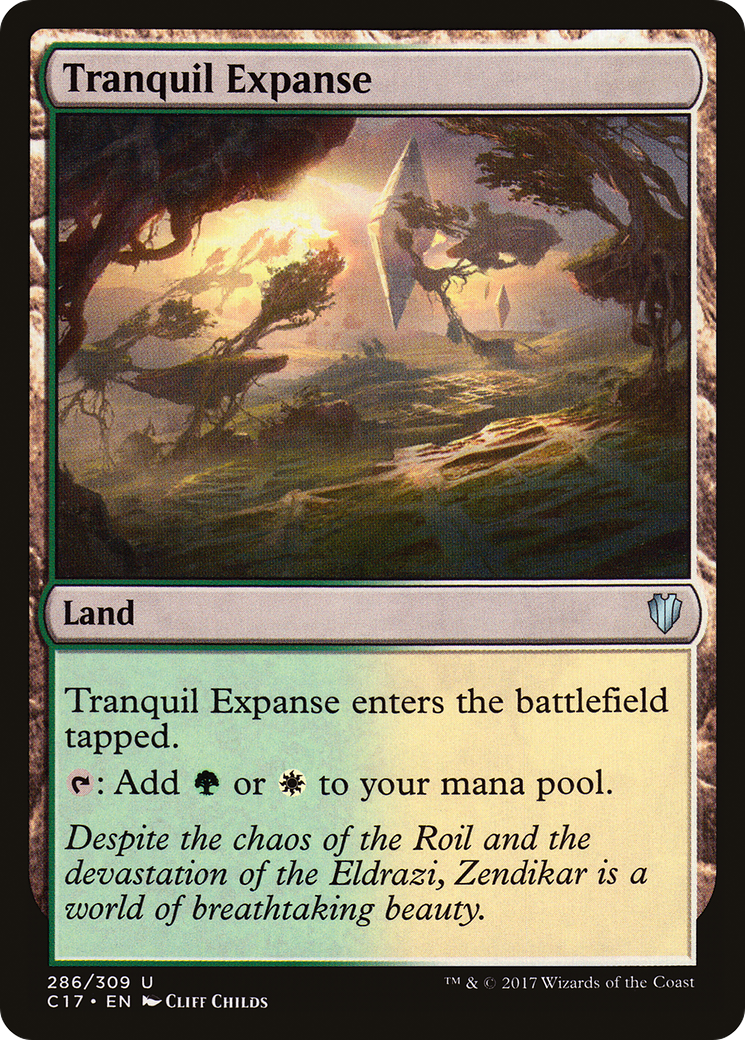 Tranquil Expanse
Land
Tranquil Expanse enters the battlefield
tapped.
: Add or to your mana pool.
Despite the chaos of the Roil and the
devastation of the Eldrazi, Zendikar is a
world of breathtaking beauty.
286/309 U
C17 • EN Cliff Childs
™ & © 2017 Wizards of the Coast